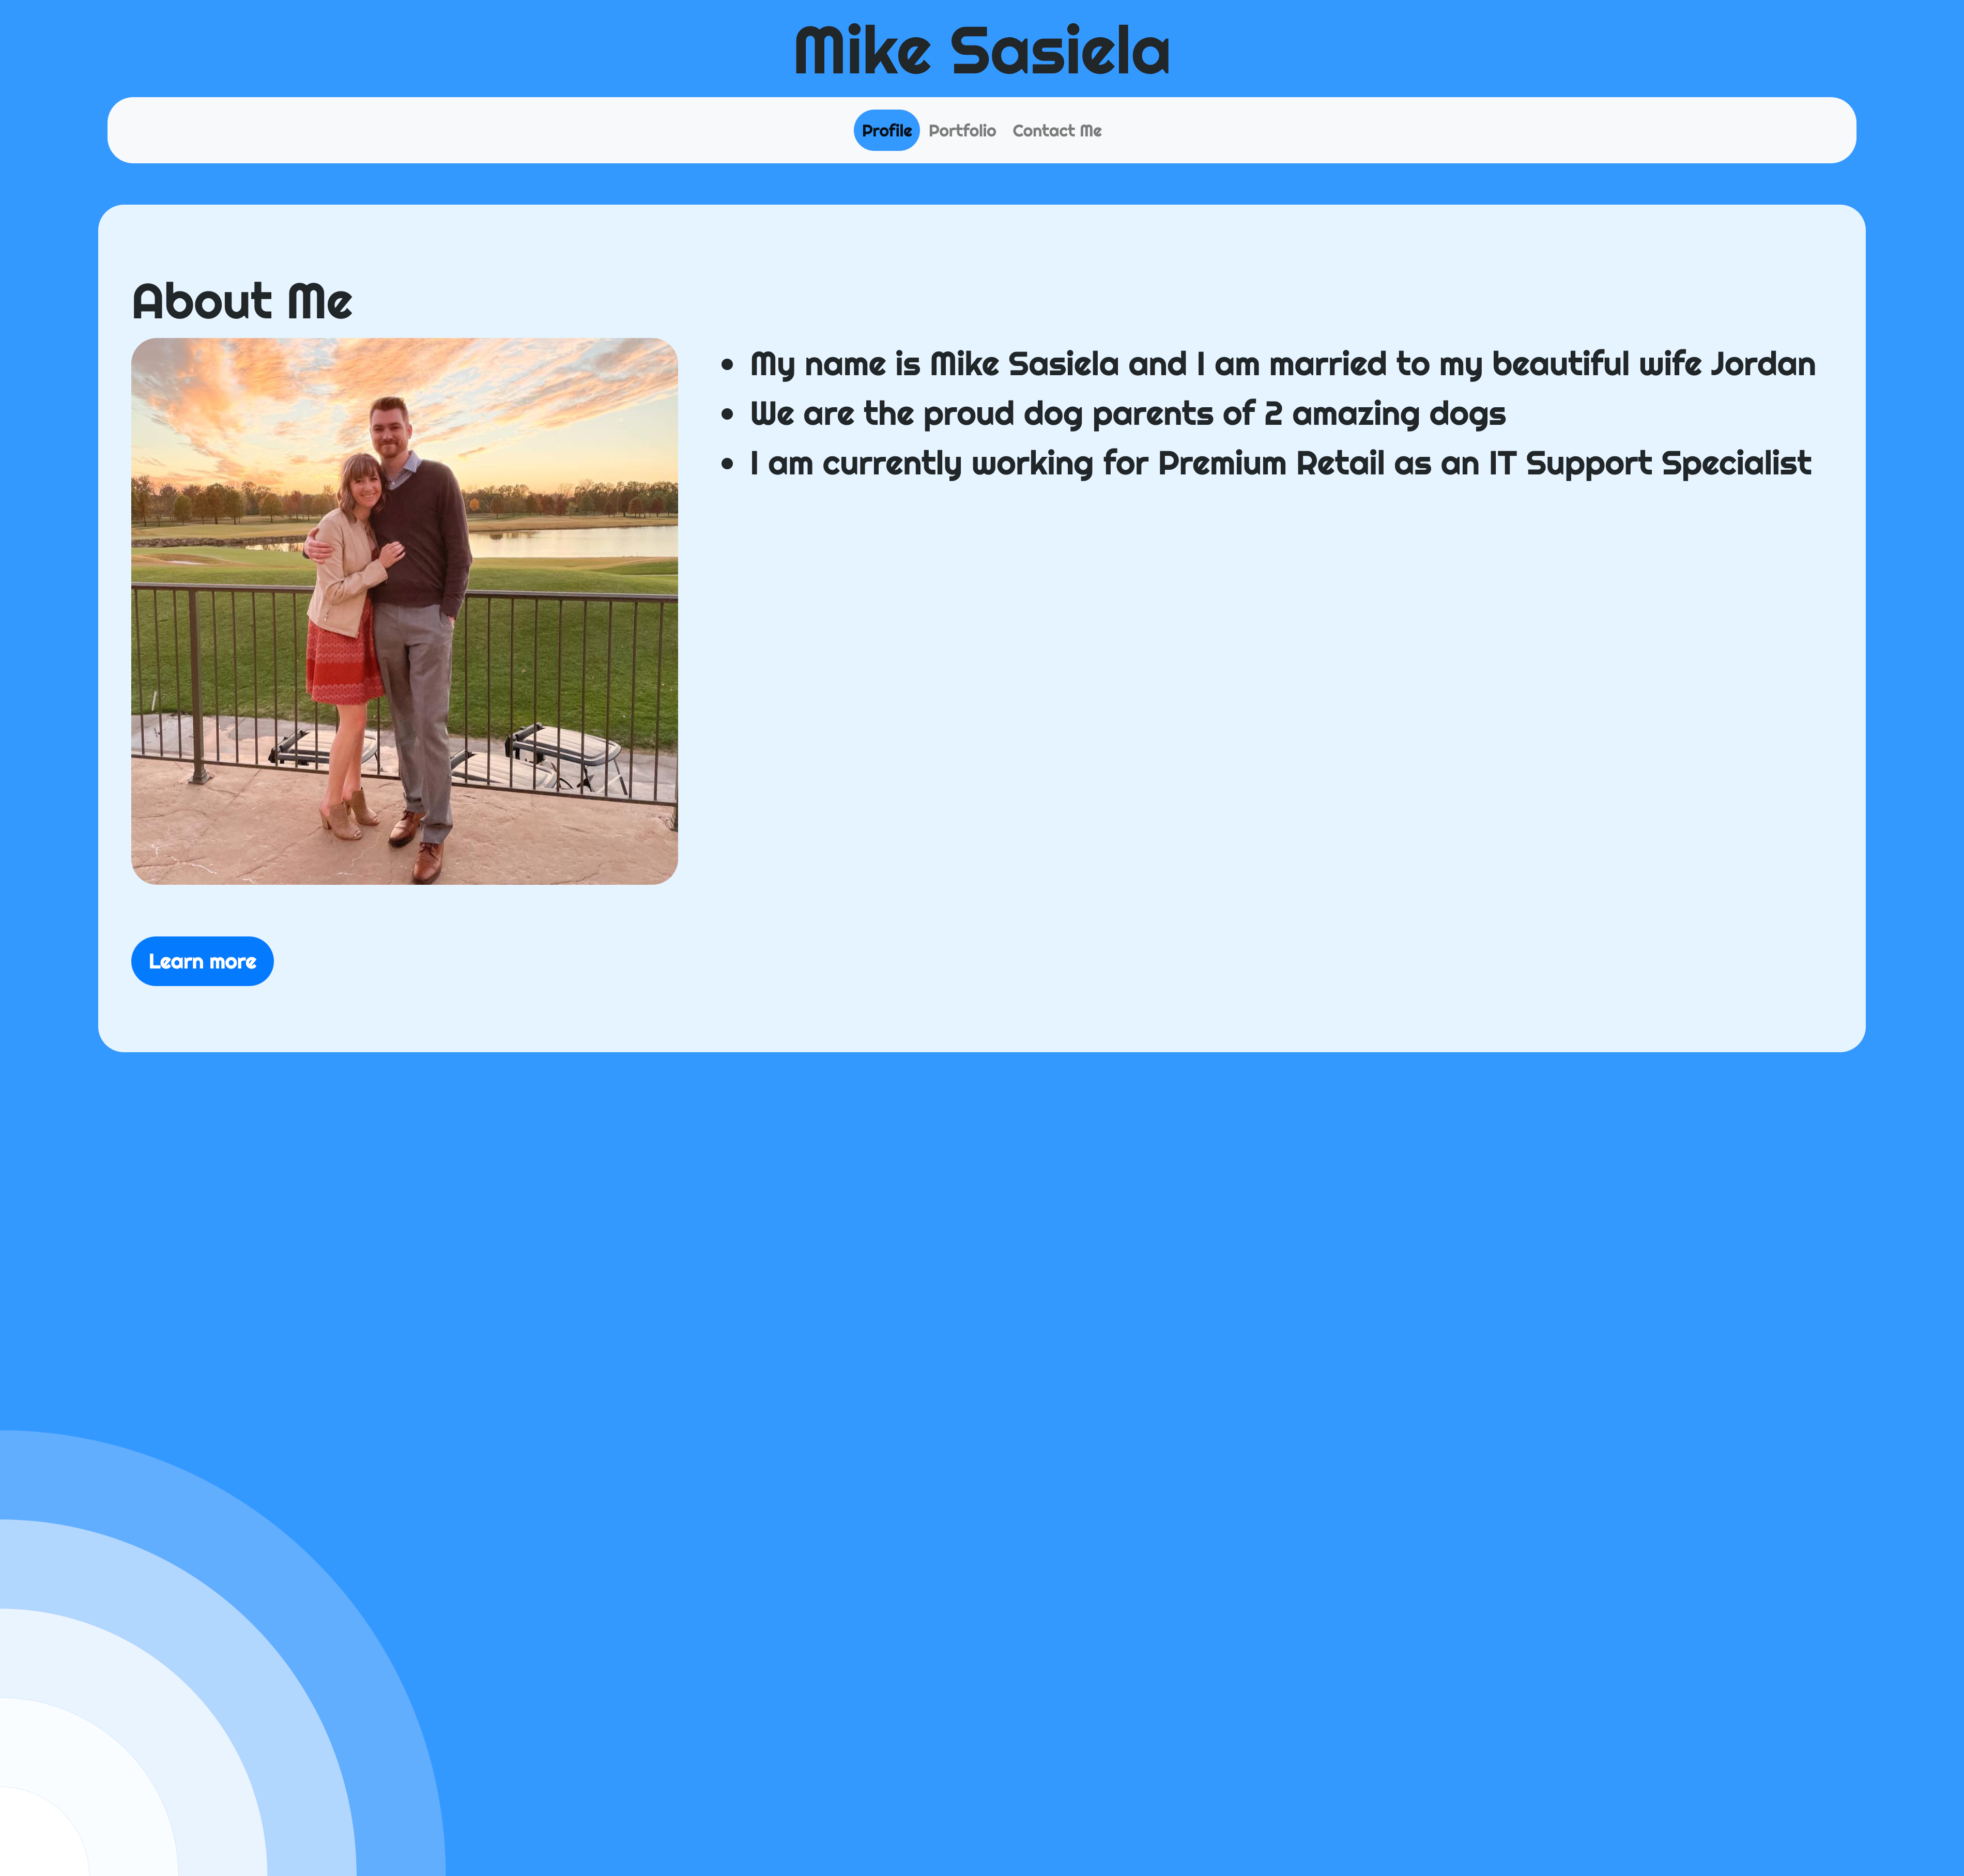 Mike Sasiela
Profile Portfolio Contact Me
About Me
My name is Mike Sasiela and I am married to my beautiful wife Jordan
We are the proud dog parents of 2 amazing dogs
I am currently working for Premium Retail as an IT Support Specialist
Learn more